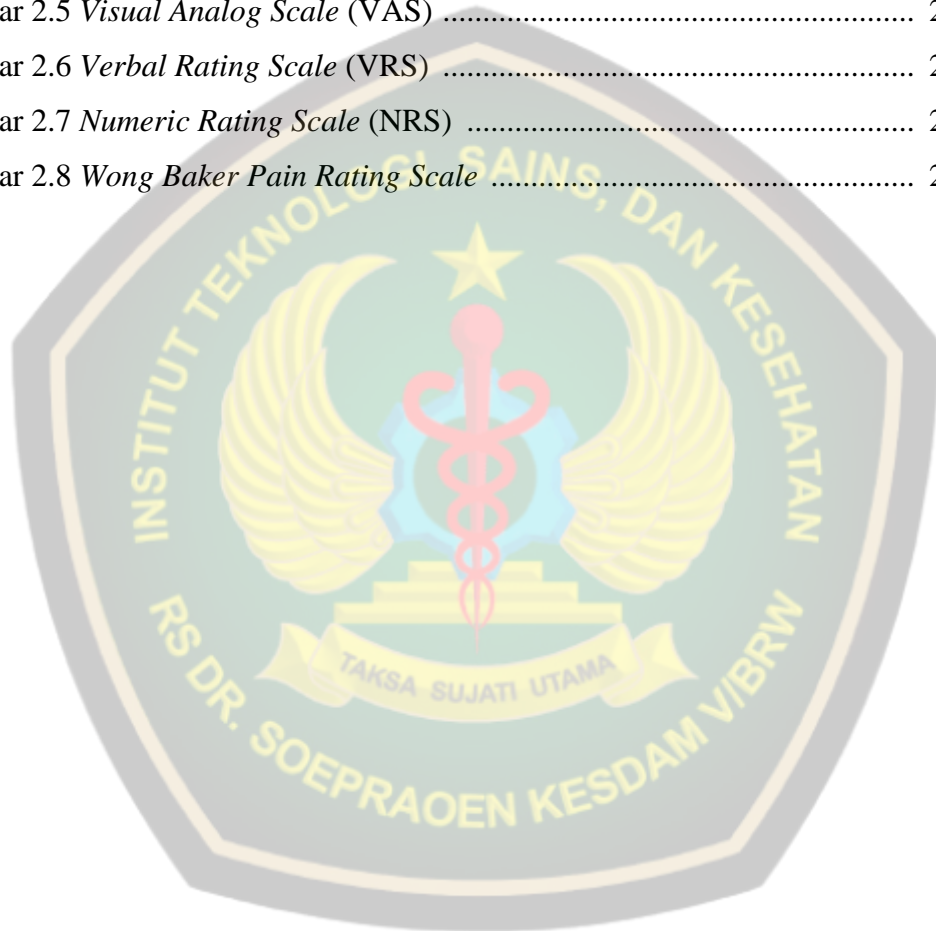 ar 2.5 Visual Analog Scale (VAS) ................................................................ 2
ar 2.6 Verbal Rating Scale (VRS) ................................................................ 2
ar 2.7 Numeric Rating Scale (NRS) ............................................................. 2
ar 2.8 Wong Baker Pain Rating Scale .......................................................... 2
INSTITUT TEKNOLOGI, SAINS, DAN KESEHATAN
TAKSA SUJATI UTAMA
RS DR. SOEPRAOEN KESDAM V/BRW